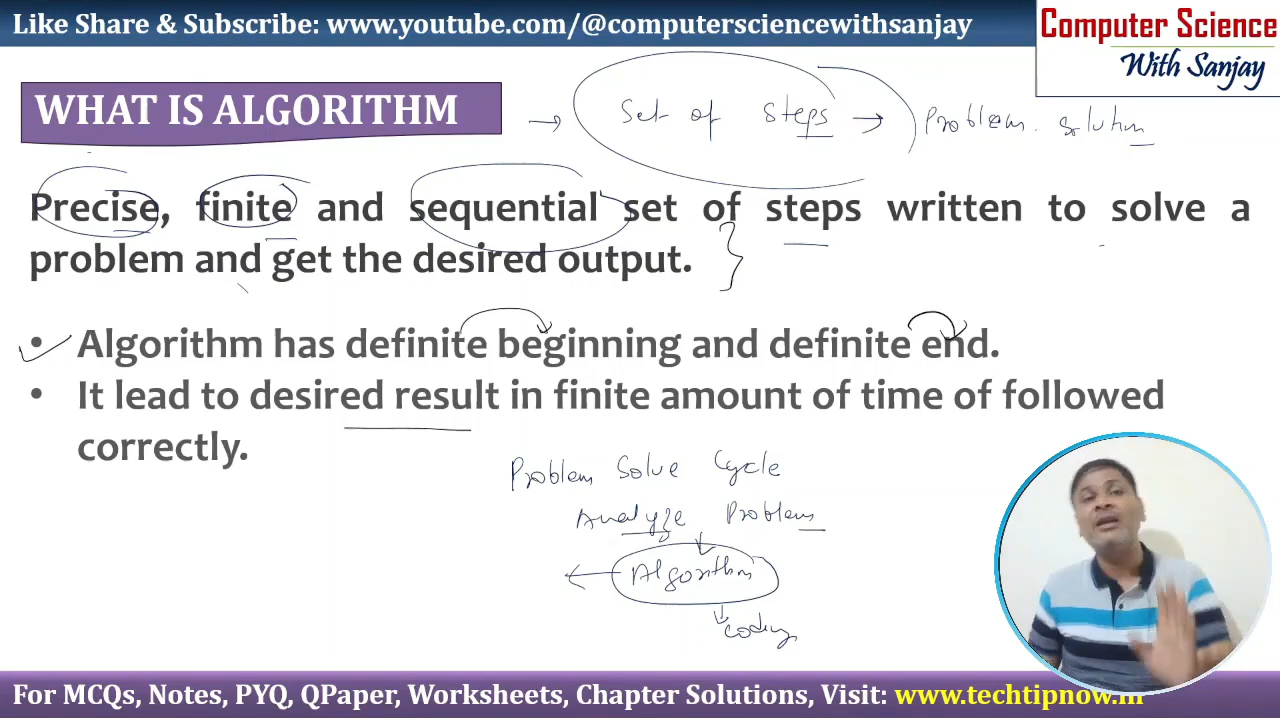 Like Share & Subscribe: www.youtube.com/@computersciencewithsanjay
Computer Science
With Sanjay
WHAT IS ALGORITHM
→ Set of steps → Problem solution
Precise, finite and sequential set of steps written to solve a
problem and get the desired output.
• Algorithm has definite beginning and definite end.
• It lead to desired result in finite amount of time of followed
correctly.
Problem Solve Cycle
Analyze Problem
Algorithm
coding
For MCQs, Notes, PYQ, QPaper, Worksheets, Chapter Solutions, Visit: www.techtipnow.in